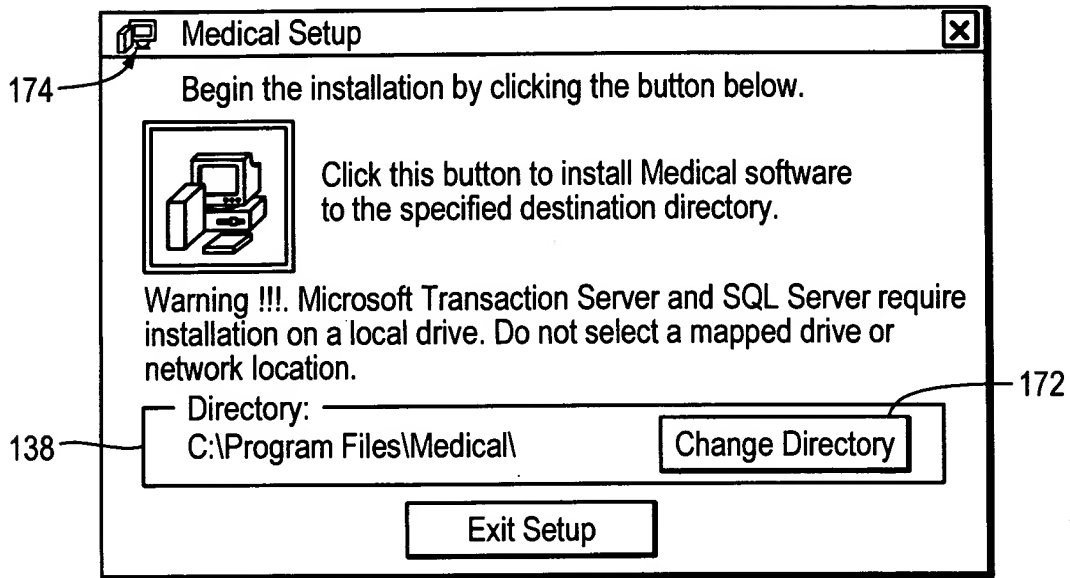 Medical Setup
174
Begin the installation by clicking the button below.
Click this button to install Medical software
to the specified destination directory.
Warning !!!. Microsoft Transaction Server and SQL Server require
installation on a local drive. Do not select a mapped drive or
network location.
172
Directory:
138
C:\Program Files\Medical\
Change Directory
Exit Setup